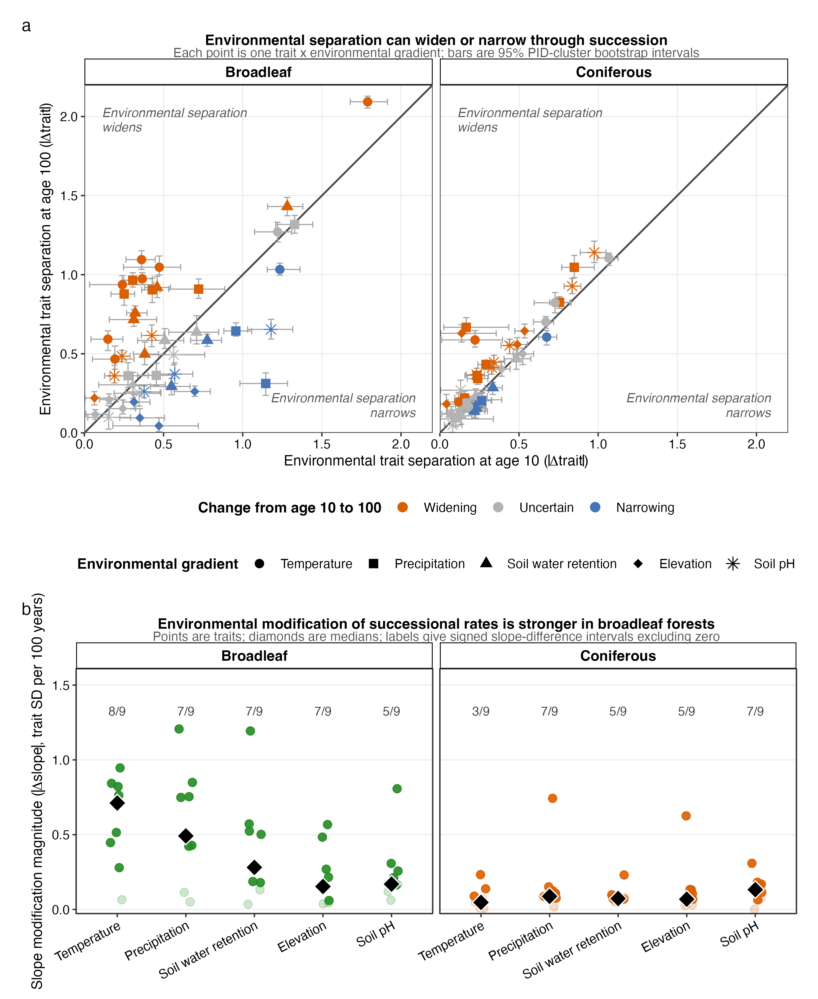 a
Environmental separation can widen or narrow through succession
Each point is one trait x environmental gradient; bars are 95% PID-cluster bootstrap intervals
Broadleaf
Coniferous
Environmental trait separation at age 100 (|Δtrait|)
2.0
1.5
1.0
0.5
0.0
Environmental separation
widens
Environmental separation
narrows
Environmental separation
widens
Environmental separation
narrows
0.0 0.5 1.0 1.5 2.0 0.0 0.5 1.0 1.5 2.0
Environmental trait separation at age 10 (|Δtrait|)
Change from age 10 to 100 Widening Uncertain Narrowing
Environmental gradient Temperature Precipitation Soil water retention Elevation Soil pH
b
Environmental modification of successional rates is stronger in broadleaf forests
Points are traits; diamonds are medians; labels give signed slope-difference intervals excluding zero
Broadleaf
Coniferous
Slope modification magnitude (|Δslope|, trait SD per 100 years)
1.5
1.0
0.5
0.0
8/9 7/9 7/9 7/9 5/9
3/9 7/9 5/9 5/9 7/9
Temperature Precipitation Soil water retention Elevation Soil pH
Temperature Precipitation Soil water retention Elevation Soil pH